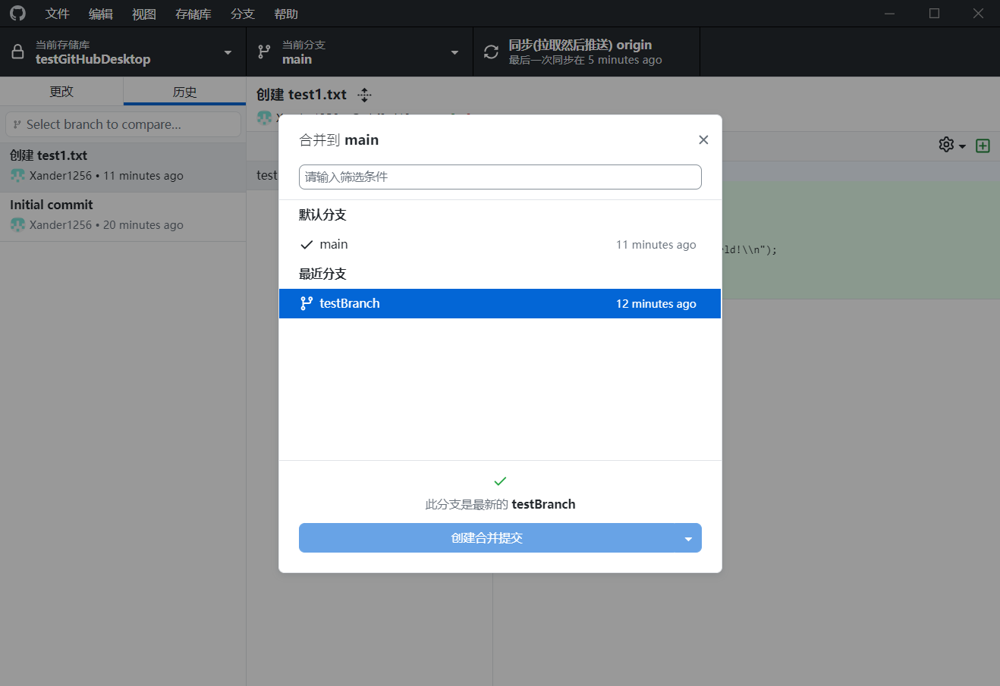 文件 编辑 视图 存储库 分支 帮助
当前存储库
testGitHubDesktop
当前分支
main
同步(拉取然后推送) origin
最后一次同步在 5 minutes ago
更改 历史
Select branch to compare...
创建 test1.txt
Xander1256 • 11 minutes ago
Initial commit
Xander1256 • 20 minutes ago
创建 test1.txt
test
ld!\\n");
合并到 main
请输入筛选条件
默认分支
main 11 minutes ago
最近分支
testBranch 12 minutes ago
此分支是最新的 testBranch
创建合并提交